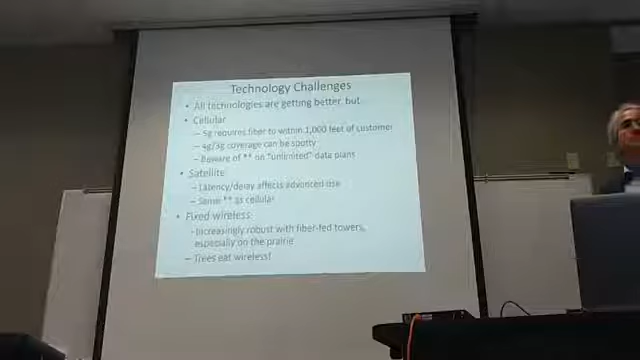 Technology Challenges
• All technologies are getting better but
• Cellular
– 5g requires fiber to within 1,000 feet of customer
– 4g/3g coverage can be spotty
– Beware of ** on "unlimited" data plans
• Satellite
– Latency/delay affects advanced use
– Same ** as cellular
• Fixed wireless
– Increasingly robust with fiber-fed towers,
especially on the prairie
– Trees eat wireless!